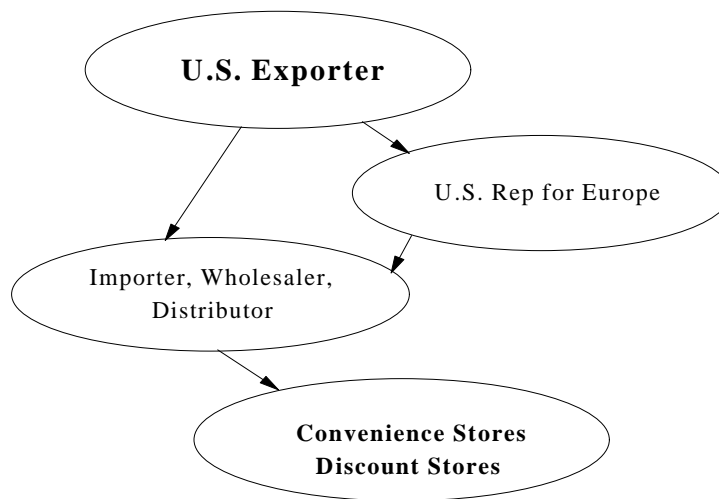 U.S. Exporter
U.S. Rep for Europe
Importer, Wholesaler,
Distributor
Convenience Stores
Discount Stores